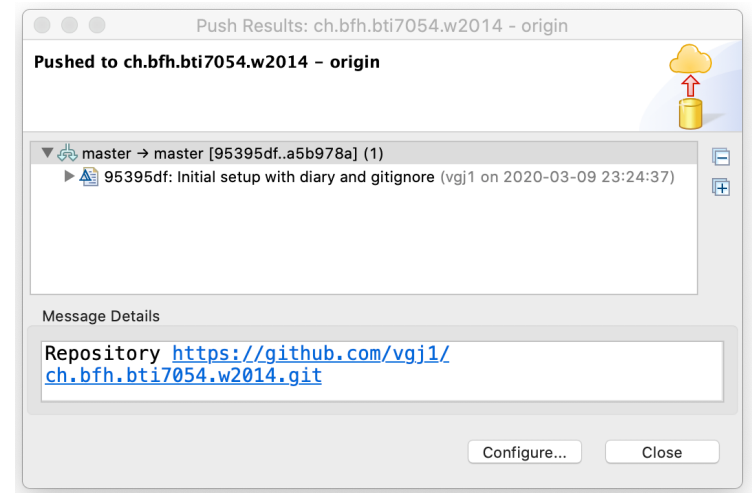 Push Results: ch.bfh.bti7054.w2014 - origin
Pushed to ch.bfh.bti7054.w2014 – origin
master → master [95395df..a5b978a] (1)
95395df: Initial setup with diary and gitignore (vgj1 on 2020-03-09 23:24:37)
Message Details
Repository https://github.com/vgj1/
ch.bfh.bti7054.w2014.git
Configure...
Close